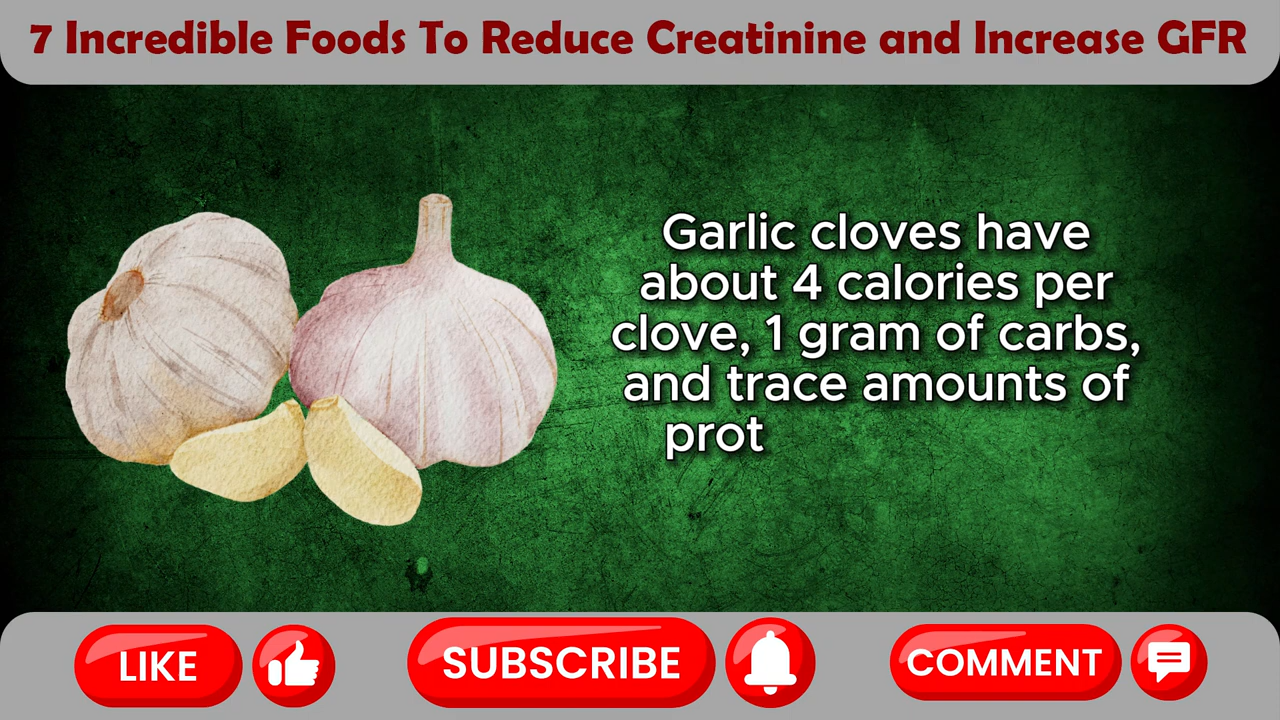 7 Incredible Foods To Reduce Creatinine and Increase GFR
Garlic cloves have
about 4 calories per
clove, 1 gram of carbs,
and trace amounts of
prot
LIKE
SUBSCRIBE
COMMENT